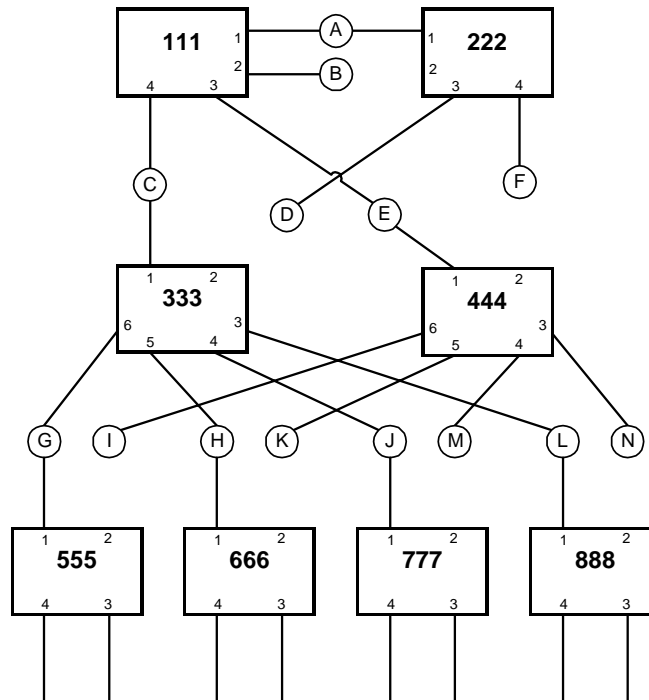 A
111 1 1 222
2 B 2
4 3 3 4
C F
D E
1 2 1 2
333 444
6 3 6 3
5 4 5 4
G I H K J M L N
1 2 1 2 1 2 1 2
555 666 777 888
4 3 4 3 4 3 4 3